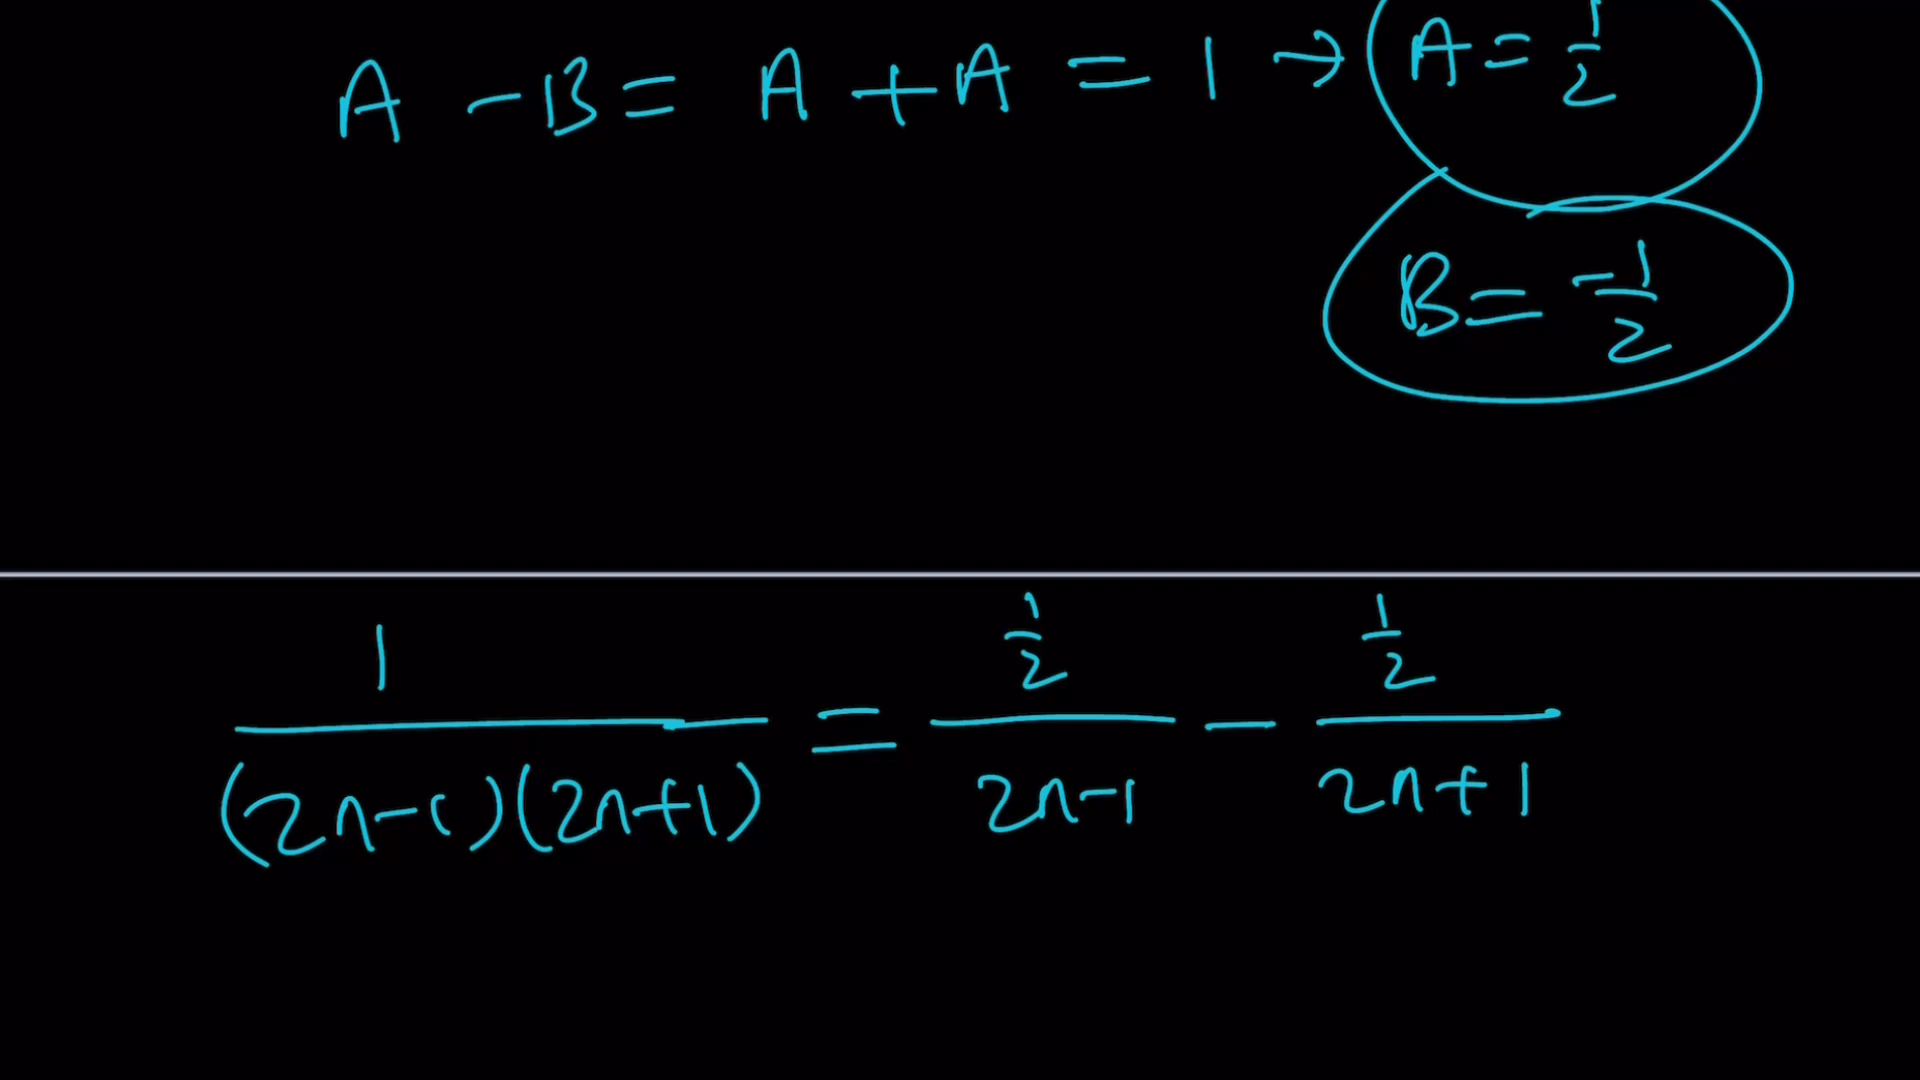 A - B = A + A = 1 → A = 1/2
B = -1/2
1/((2n-1)(2n+1)) = (1/2)/(2n-1) - (1/2)/(2n+1)